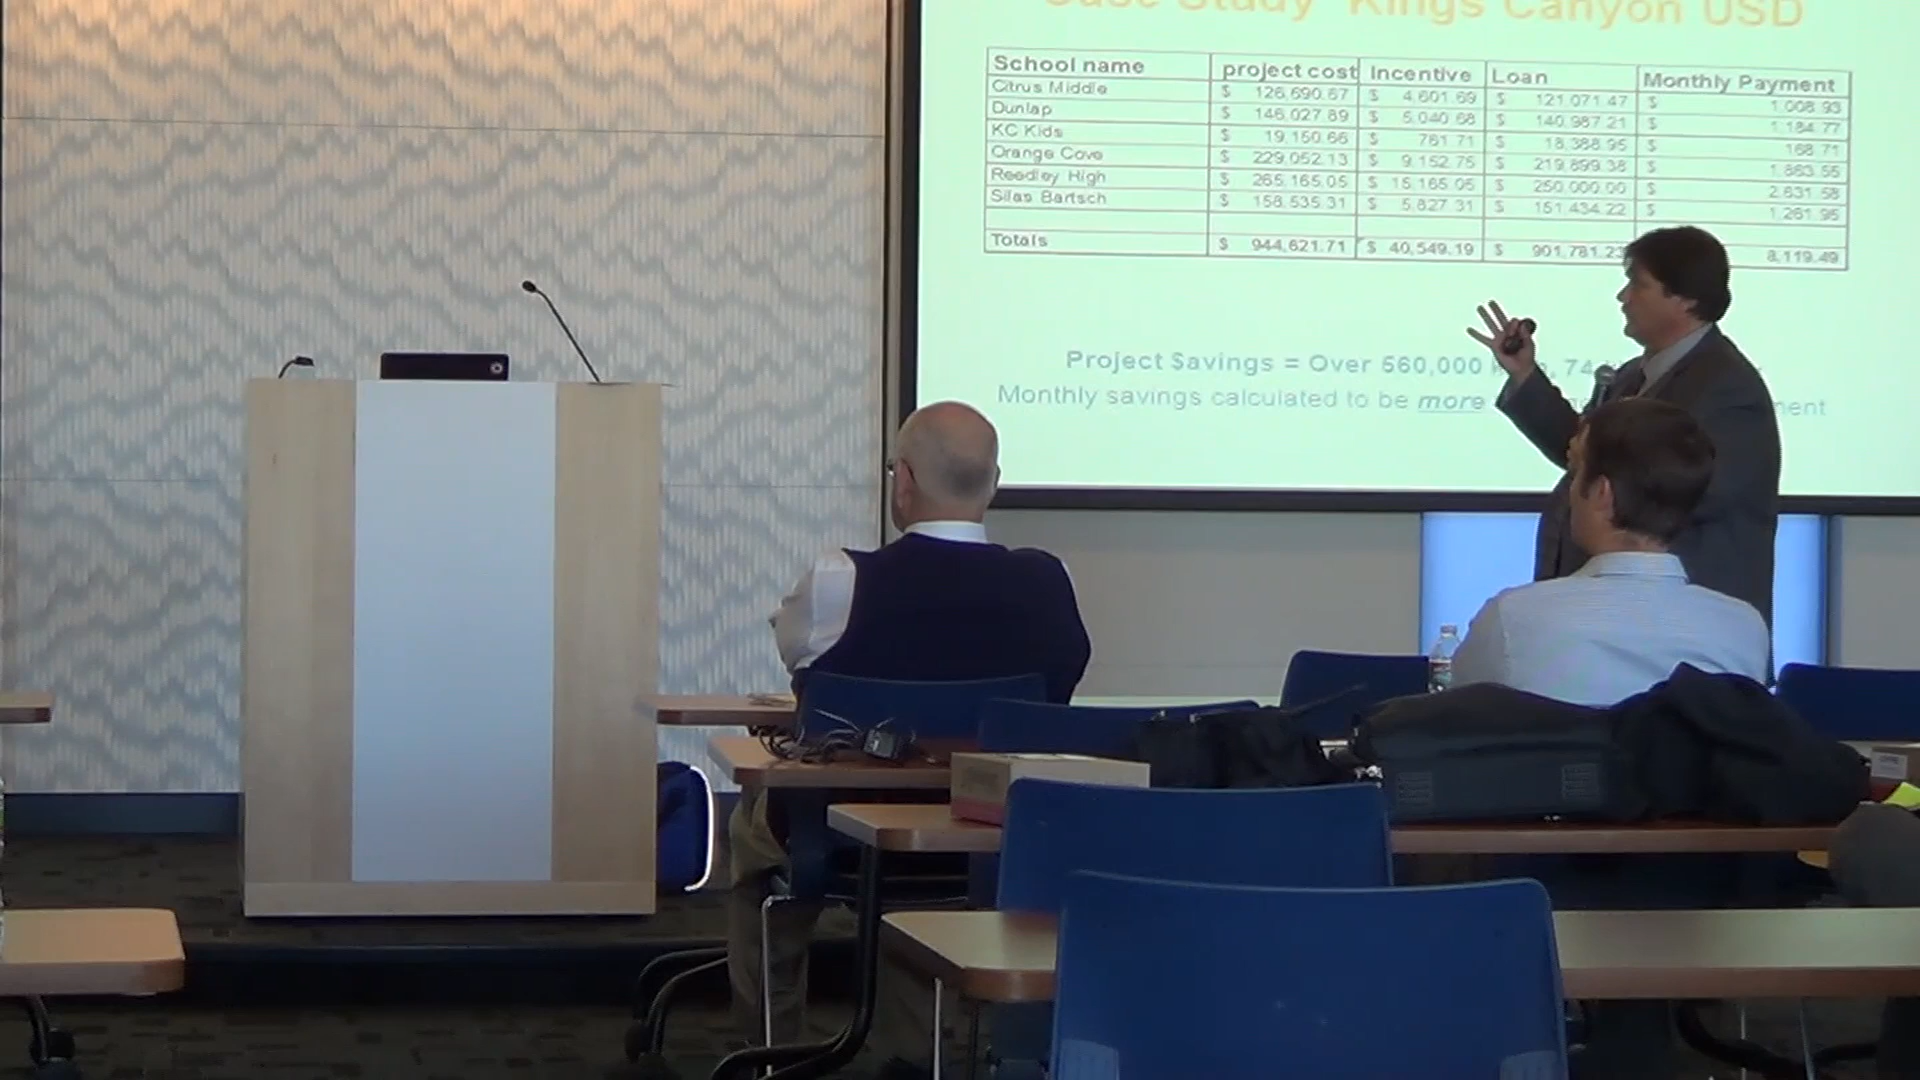 Case Study Kings Canyon USD
School name project cost Incentive Loan Monthly Payment
Citrus Middle $ 126,690.67 $ 4,601.69 $ 121,071.47 $ 1,008.93
Dunlap $ 146,027.89 $ 5,040.68 $ 140,987.21 $ 1,184.77
KC Kids $ 19,150.66 $ 761.71 $ 18,388.95 $ 168.71
Orange Cove $ 229,052.13 $ 9,152.75 $ 219,899.38 $ 1,863.55
Reedley High $ 265,165.05 $ 15,165.05 $ 250,000.00 $ 2,631.58
Silas Bartsch $ 158,535.31 $ 5,827.31 $ 151,434.22 $ 1,261.95
Totals $ 944,621.71 $ 40,549.19 $ 901,781.23 8,119.49
Project $avings = Over 560,000 74
Monthly savings calculated to be more